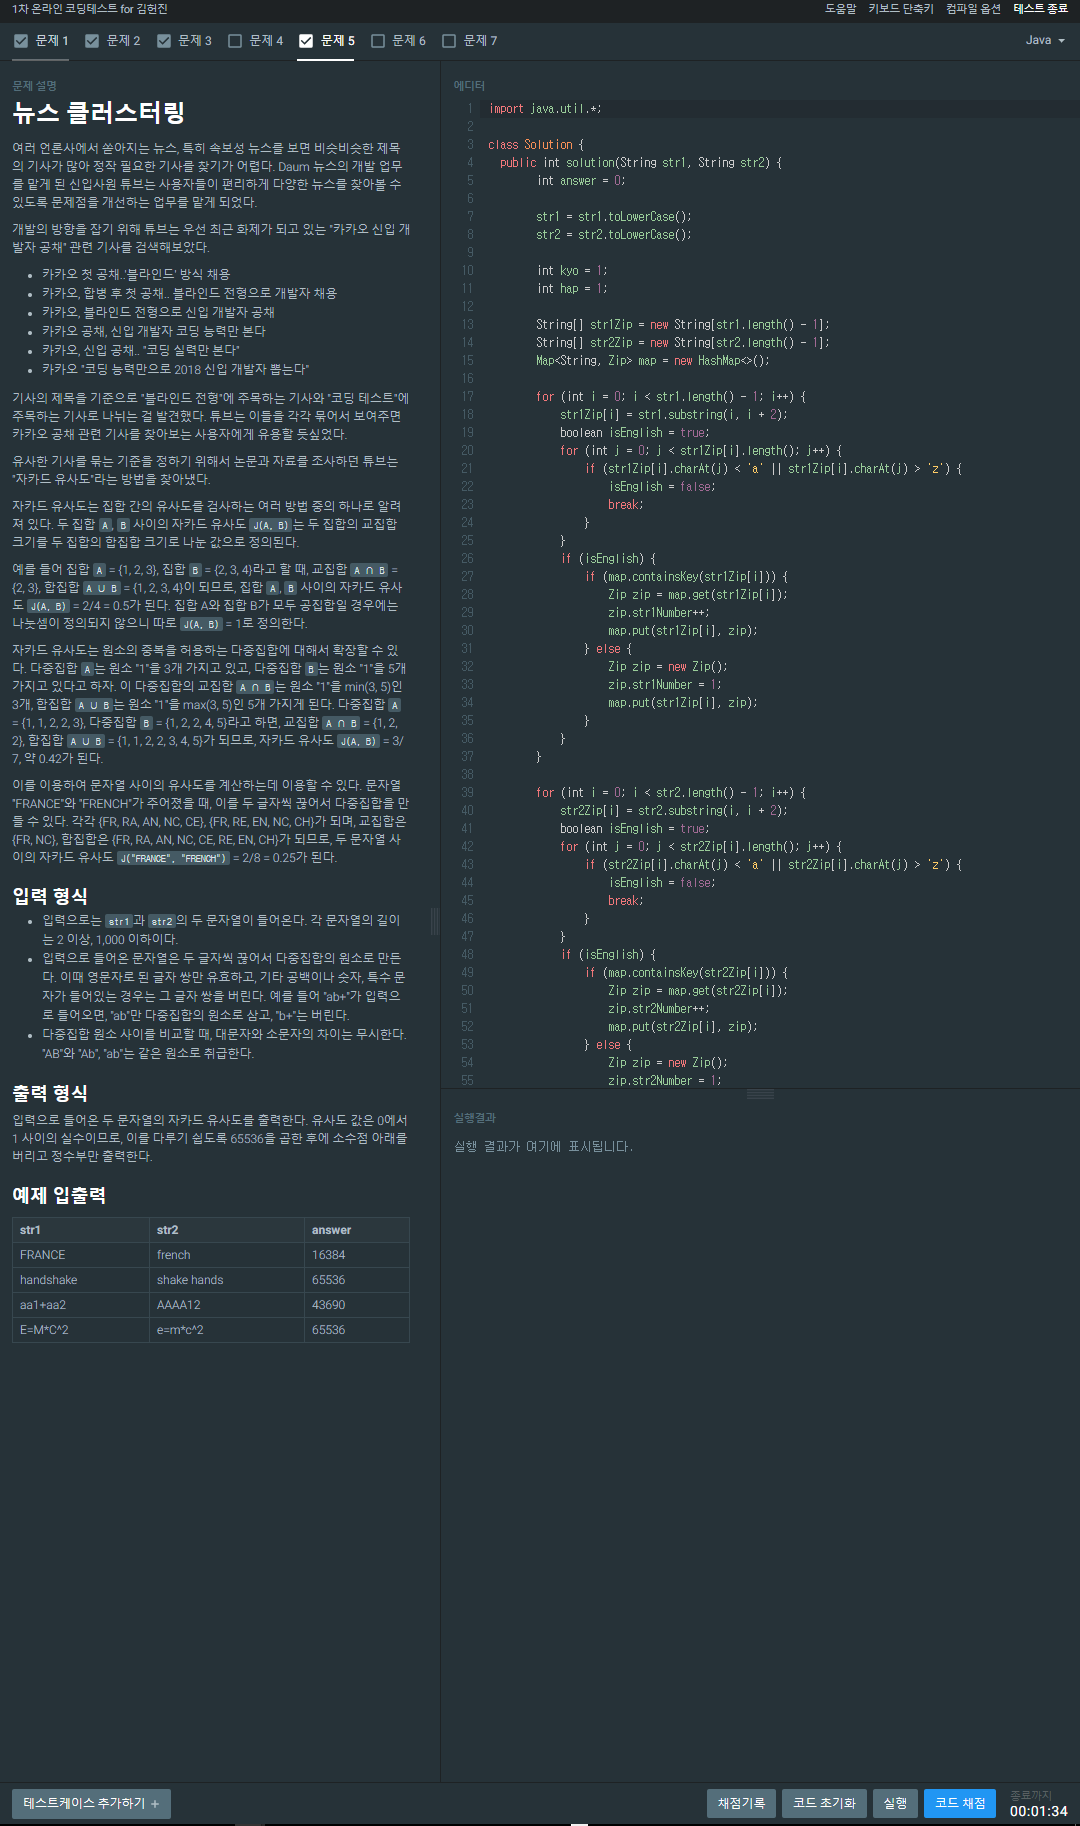 1차 온라인 코딩테스트 for 김헌진
도움말 키보드 단축키 컴파일 옵션 테스트 종료
문제 1 문제 2 문제 3 문제 4 문제 5 문제 6 문제 7
Java
문제 설명
뉴스 클러스터링
여러 언론사에서 쏟아지는 뉴스, 특히 속보성 뉴스를 보면 비슷비슷한 제목
의 기사가 많아 정작 필요한 기사를 찾기가 어렵다. Daum 뉴스의 개발 업무
를 맡게 된 신입사원 튜브는 사용자들이 편리하게 다양한 뉴스를 찾아볼 수
있도록 문제점을 개선하는 업무를 맡게 되었다.
개발의 방향을 잡기 위해 튜브는 우선 최근 화제가 되고 있는 "카카오 신입 개
발자 공채" 관련 기사를 검색해보았다.
• 카카오 첫 공채..'블라인드' 방식 채용
• 카카오, 합병 후 첫 공채.. 블라인드 전형으로 개발자 채용
• 카카오, 블라인드 전형으로 신입 개발자 공채
• 카카오 공채, 신입 개발자 코딩 능력만 본다
• 카카오, 신입 공채.. "코딩 실력만 본다"
• 카카오 "코딩 능력만으로 2018 신입 개발자 뽑는다"
기사의 제목을 기준으로 "블라인드 전형"에 주목하는 기사와 "코딩 테스트"에
주목하는 기사로 나뉘는 걸 발견했다. 튜브는 이들을 각각 묶어서 보여주면
카카오 공채 관련 기사를 찾아보는 사용자에게 유용할 듯싶었다.
유사한 기사를 묶는 기준을 정하기 위해서 논문과 자료를 조사하던 튜브는
"자카드 유사도"라는 방법을 찾아냈다.
자카드 유사도는 집합 간의 유사도를 검사하는 여러 방법 중의 하나로 알려
져 있다. 두 집합 A, B 사이의 자카드 유사도 J(A, B)는 두 집합의 교집합
크기를 두 집합의 합집합 크기로 나눈 값으로 정의된다.
예를 들어 집합 A = {1, 2, 3}, 집합 B = {2, 3, 4}라고 할 때, 교집합 A ∩ B =
{2, 3}, 합집합 A ∪ B = {1, 2, 3, 4}이 되므로, 집합 A, B 사이의 자카드 유사
도 J(A, B) = 2/4 = 0.5가 된다. 집합 A와 집합 B가 모두 공집합일 경우에는
나눗셈이 정의되지 않으니 따로 J(A, B) = 1로 정의한다.
자카드 유사도는 원소의 중복을 허용하는 다중집합에 대해서 확장할 수 있
다. 다중집합 A는 원소 "1"을 3개 가지고 있고, 다중집합 B는 원소 "1"을 5개
가지고 있다고 하자. 이 다중집합의 교집합 A ∩ B는 원소 "1"을 min(3, 5)인
3개, 합집합 A ∪ B는 원소 "1"을 max(3, 5)인 5개 가지게 된다. 다중집합 A
= {1, 1, 2, 2, 3}, 다중집합 B = {1, 2, 2, 4, 5}라고 하면, 교집합 A ∩ B = {1, 2,
2}, 합집합 A ∪ B = {1, 1, 2, 2, 3, 4, 5}가 되므로, 자카드 유사도 J(A, B) = 3/
7, 약 0.42가 된다.
이를 이용하여 문자열 사이의 유사도를 계산하는데 이용할 수 있다. 문자열
"FRANCE"와 "FRENCH"가 주어졌을 때, 이를 두 글자씩 끊어서 다중집합을 만
들 수 있다. 각각 {FR, RA, AN, NC, CE}, {FR, RE, EN, NC, CH}가 되며, 교집합은
{FR, NC}, 합집합은 {FR, RA, AN, NC, CE, RE, EN, CH}가 되므로, 두 문자열 사
이의 자카드 유사도 J("FRANCE", "FRENCH") = 2/8 = 0.25가 된다.
입력 형식
• 입력으로는 str1과 str2의 두 문자열이 들어온다. 각 문자열의 길이
는 2 이상, 1,000 이하이다.
• 입력으로 들어온 문자열은 두 글자씩 끊어서 다중집합의 원소로 만든
다. 이때 영문자로 된 글자 쌍만 유효하고, 기타 공백이나 숫자, 특수 문
자가 들어있는 경우는 그 글자 쌍을 버린다. 예를 들어 "ab+"가 입력으
로 들어오면, "ab"만 다중집합의 원소로 삼고, "b+"는 버린다.
• 다중집합 원소 사이를 비교할 때, 대문자와 소문자의 차이는 무시한다.
"AB"와 "Ab", "ab"는 같은 원소로 취급한다.
출력 형식
입력으로 들어온 두 문자열의 자카드 유사도를 출력한다. 유사도 값은 0에서
1 사이의 실수이므로, 이를 다루기 쉽도록 65536을 곱한 후에 소수점 아래를
버리고 정수부만 출력한다.
예제 입출력
str1 str2 answer
FRANCE french 16384
handshake shake hands 65536
aa1+aa2 AAAA12 43690
E=M*C^2 e=m*c^2 65536
에디터
1 import java.util.*;
2
3 class Solution {
4 public int solution(String str1, String str2) {
5 int answer = 0;
6
7 str1 = str1.toLowerCase();
8 str2 = str2.toLowerCase();
9
10 int kyo = 1;
11 int hap = 1;
12
13 String[] str1Zip = new String[str1.length() - 1];
14 String[] str2Zip = new String[str2.length() - 1];
15 Map<String, Zip> map = new HashMap<>();
16
17 for (int i = 0; i < str1.length() - 1; i++) {
18 str1Zip[i] = str1.substring(i, i + 2);
19 boolean isEnglish = true;
20 for (int j = 0; j < str1Zip[i].length(); j++) {
21 if (str1Zip[i].charAt(j) < 'a' || str1Zip[i].charAt(j) > 'z') {
22 isEnglish = false;
23 break;
24 }
25 }
26 if (isEnglish) {
27 if (map.containsKey(str1Zip[i])) {
28 Zip zip = map.get(str1Zip[i]);
29 zip.str1Number++;
30 map.put(str1Zip[i], zip);
31 } else {
32 Zip zip = new Zip();
33 zip.str1Number = 1;
34 map.put(str1Zip[i], zip);
35 }
36 }
37 }
38
39 for (int i = 0; i < str2.length() - 1; i++) {
40 str2Zip[i] = str2.substring(i, i + 2);
41 boolean isEnglish = true;
42 for (int j = 0; j < str2Zip[i].length(); j++) {
43 if (str2Zip[i].charAt(j) < 'a' || str2Zip[i].charAt(j) > 'z') {
44 isEnglish = false;
45 break;
46 }
47 }
48 if (isEnglish) {
49 if (map.containsKey(str2Zip[i])) {
50 Zip zip = map.get(str2Zip[i]);
51 zip.str2Number++;
52 map.put(str2Zip[i], zip);
53 } else {
54 Zip zip = new Zip();
55 zip.str2Number = 1;
실행결과
실행 결과가 여기에 표시됩니다.
테스트케이스 추가하기 +
채점기록 코드 초기화 실행 코드 채점
종료까지
00:01:34